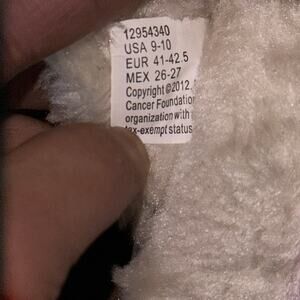 12954340
USA 9-10
EUR 41-42.5
MEX 26-27
Copyright ©2012,
Cancer Foundation
organization with
tax-exempt status